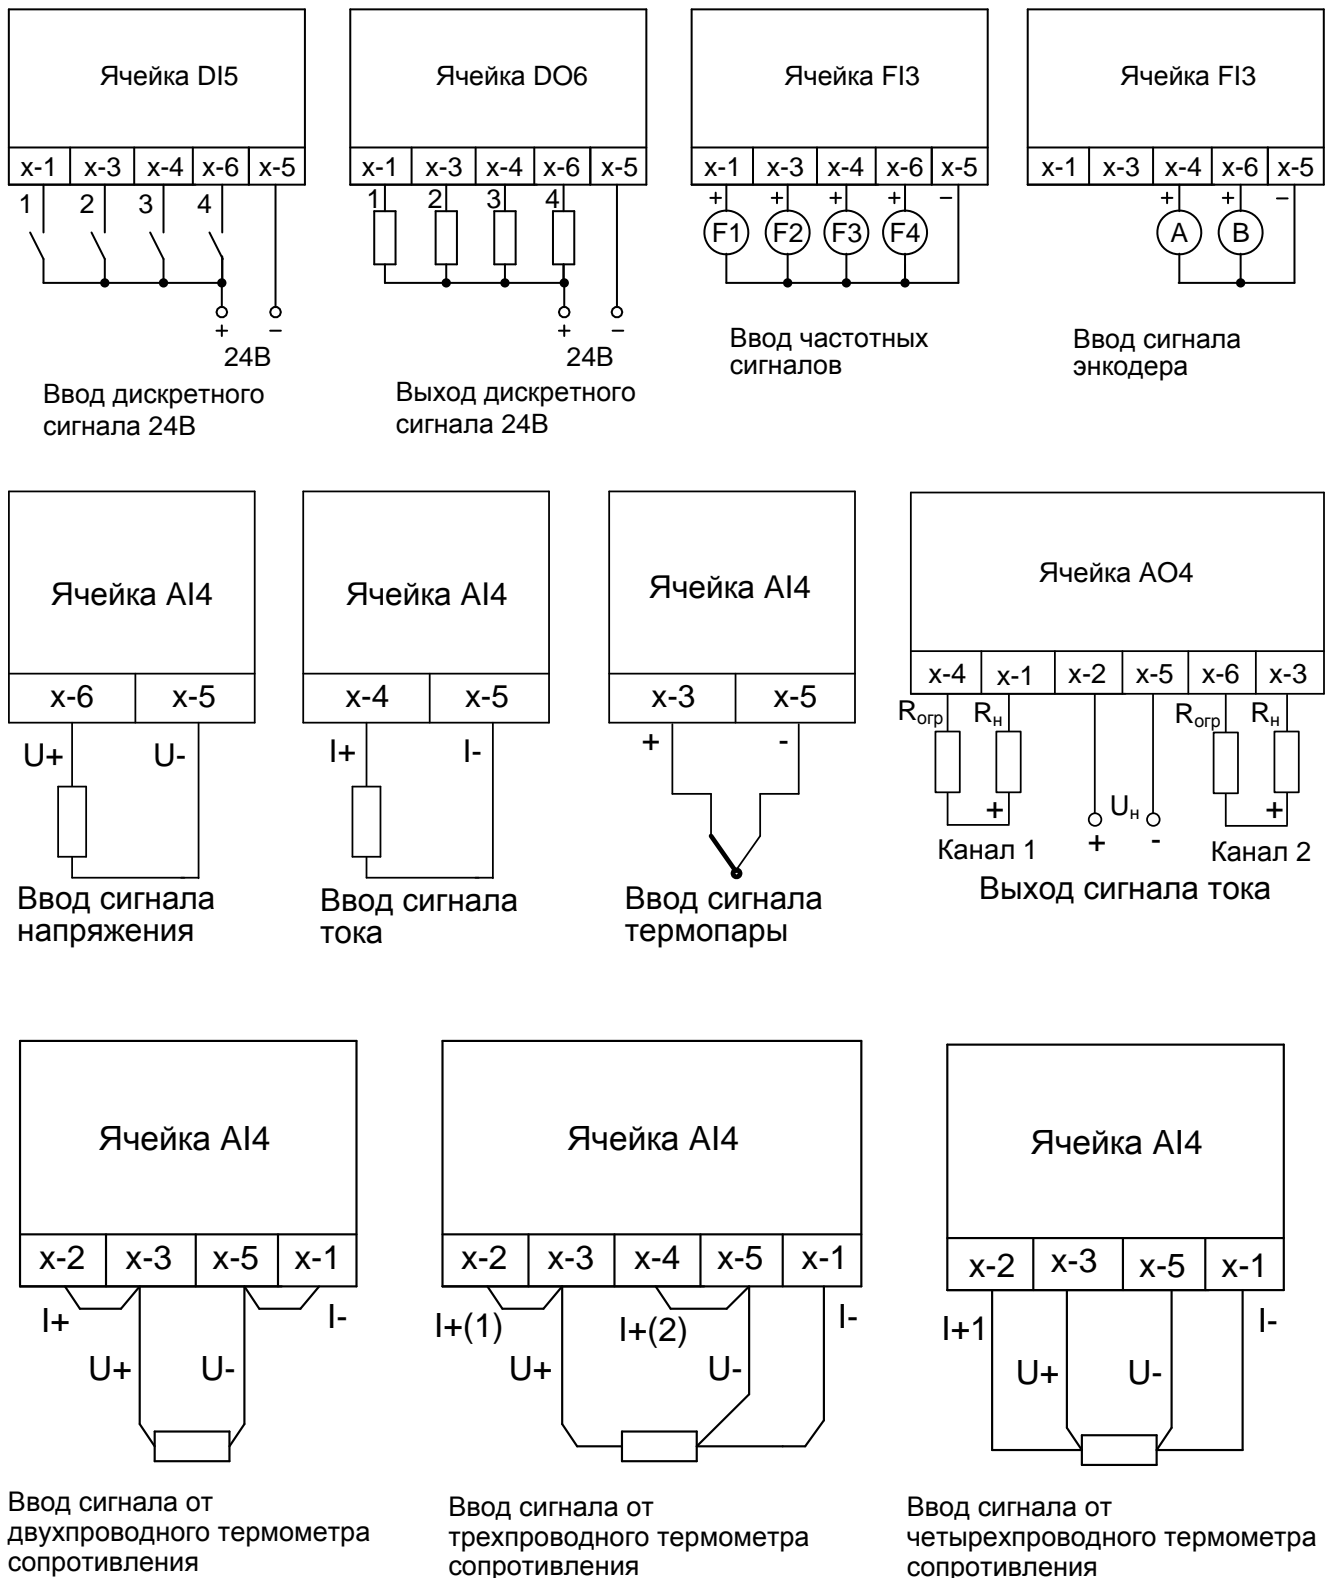 Ячейка DI5
x-1 x-3 x-4 x-6 x-5
1 2 3 4
+ –
24В
Ввод дискретного
сигнала 24В
Ячейка DO6
x-1 x-3 x-4 x-6 x-5
1 2 3 4
+ –
24В
Выход дискретного
сигнала 24В
Ячейка FI3
x-1 x-3 x-4 x-6 x-5
+ + + + –
F1 F2 F3 F4
Ввод частотных
сигналов
Ячейка FI3
x-1 x-3 x-4 x-6 x-5
+ + –
A B
Ввод сигнала
энкодера
Ячейка AI4
x-6 x-5
U+ U-
Ввод сигнала
напряжения
Ячейка AI4
x-4 x-5
I+ I-
Ввод сигнала
тока
Ячейка AI4
x-3 x-5
+ -
Ввод сигнала
термопары
Ячейка AO4
x-4 x-1 x-2 x-5 x-6 x-3
Rогр Rн Rогр Rн
+ Uн +
Канал 1 + - Канал 2
Выход сигнала тока
Ячейка AI4
x-2 x-3 x-5 x-1
I+ I-
U+ U-
Ввод сигнала от
двухпроводного термометра
сопротивления
Ячейка AI4
x-2 x-3 x-4 x-5 x-1
I+(1) I+(2) I-
U+ U-
Ввод сигнала от
трехпроводного термометра
сопротивления
Ячейка AI4
x-2 x-3 x-5 x-1
I+1 I-
U+ U-
Ввод сигнала от
четырехпроводного термометра
сопротивления